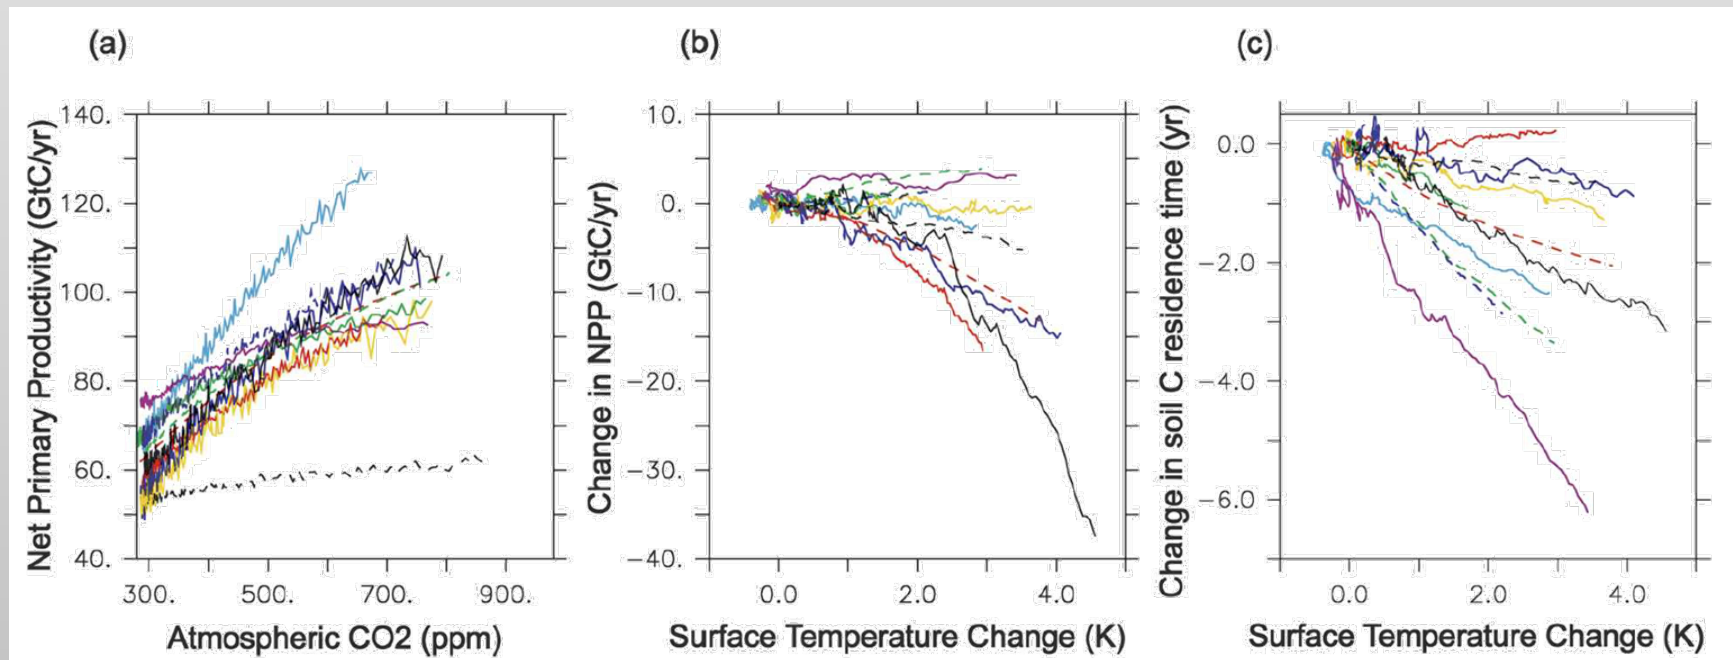 (a)
Net Primary Productivity (GtC/yr)
140.
120.
100.
80.
60.
40.
300.
500.
700.
900.
Atmospheric CO2 (ppm)
(b)
Change in NPP (GtC/yr)
10.
0.
−10.
−20.
−30.
−40.
0.0
2.0
4.0
Surface Temperature Change (K)
(c)
Change in soil C residence time (yr)
0.0
−2.0
−4.0
−6.0
0.0
2.0
4.0
Surface Temperature Change (K)